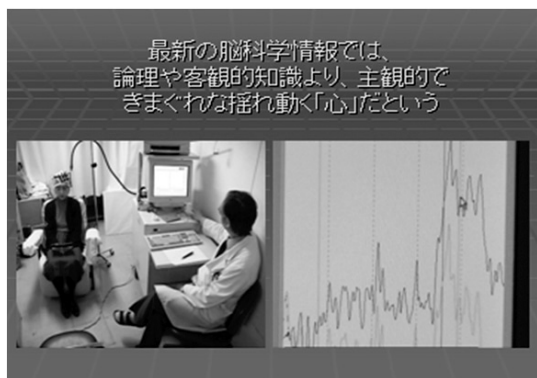 最新の脳科学情報では、
論理や客観的知識より、主観的で
きまぐれな揺れ動く「心」だという